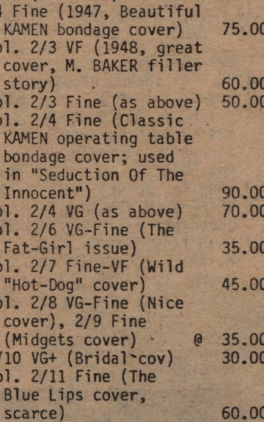 Fine (1947, Beautiful
KAMEN bondage cover) 75.00
ol. 2/3 VF (1948, great
cover, M. BAKER filler
story) 60.00
ol. 2/3 Fine (as above) 50.00
ol. 2/4 Fine (Classic
KAMEN operating table
bondage cover; used
in "Seduction Of The
Innocent") 90.00
ol. 2/4 VG (as above) 70.00
ol. 2/6 VG-Fine (The
Fat-Girl issue) 35.00
ol. 2/7 Fine-VF (Wild
"Hot-Dog" cover) 45.00
ol. 2/8 VG-Fine (Nice
cover), 2/9 Fine
(Midgets cover) @ 35.00
/10 VG+ (Bridal cov) 30.00
ol. 2/11 Fine (The
Blue Lips cover,
scarce) 60.00